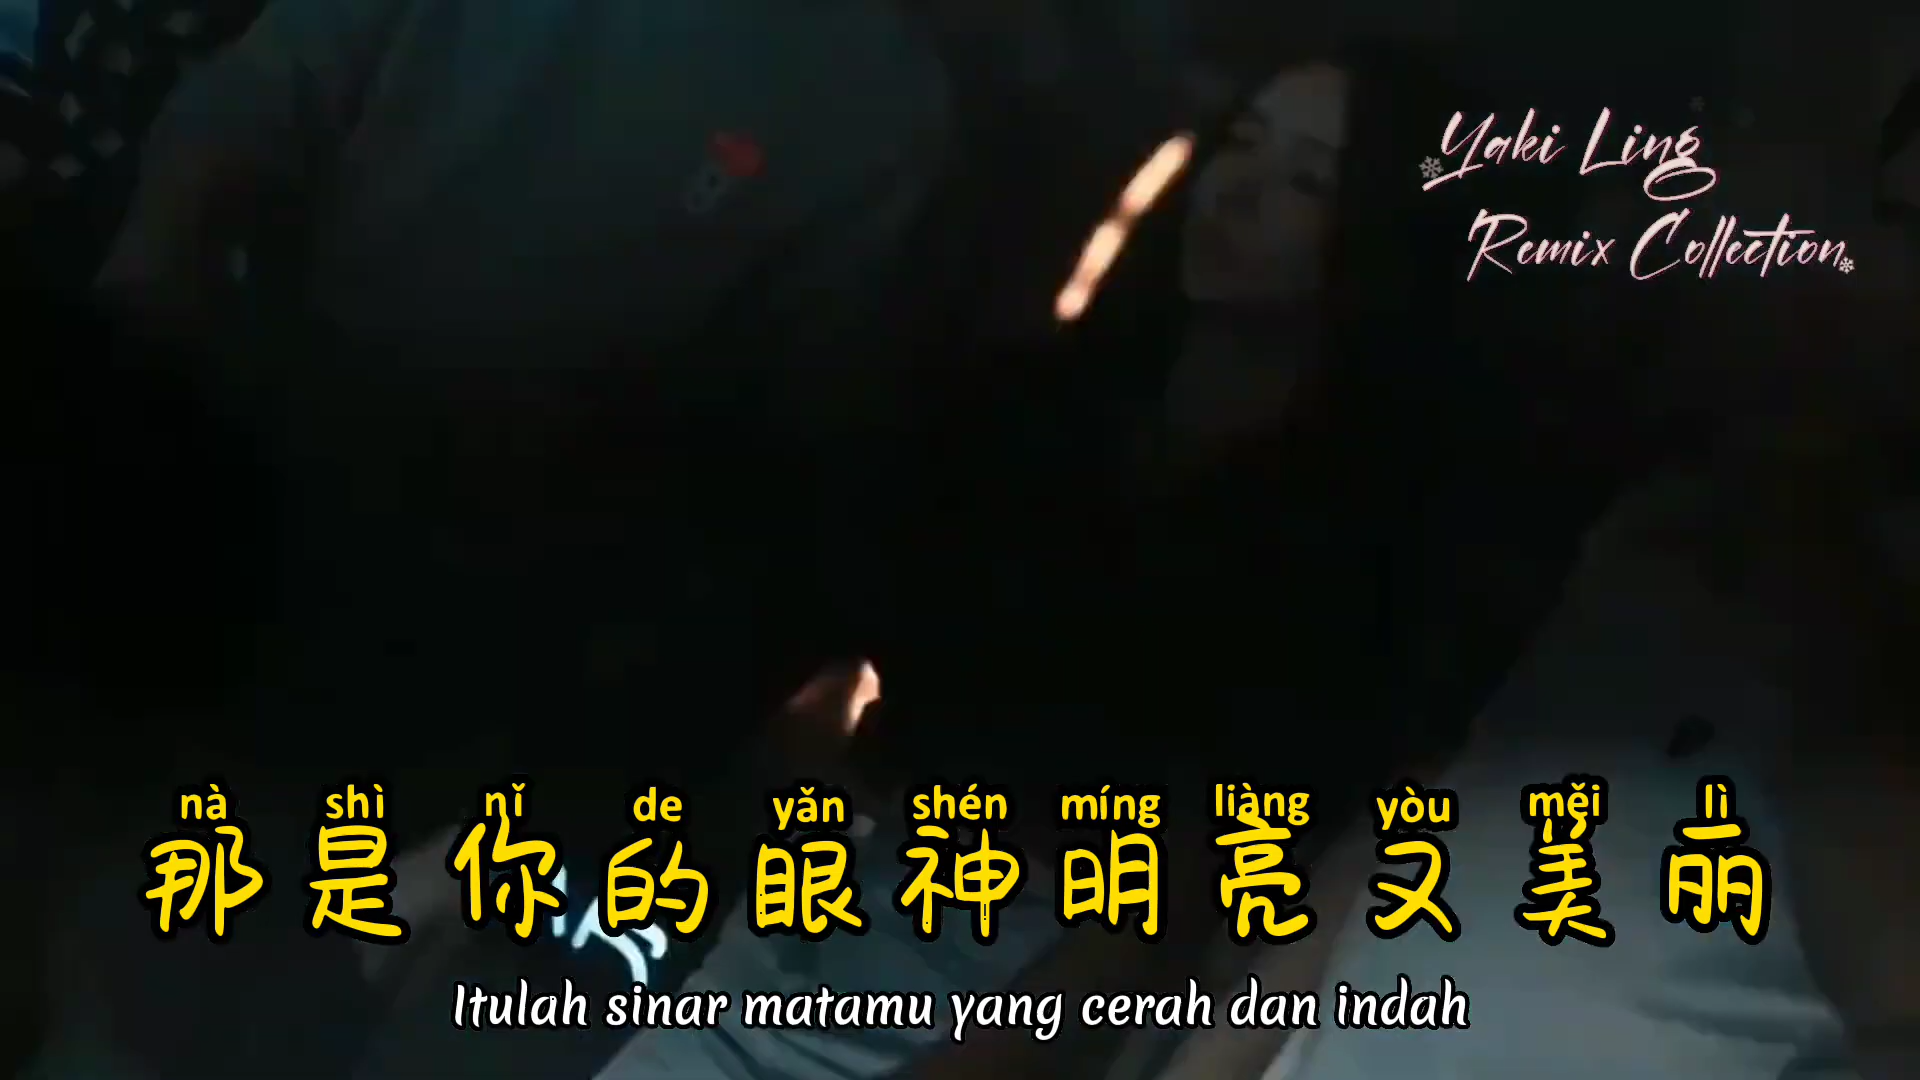 Yaki Ling
Remix Collection
nà shì nǐ de yǎn shén míng liàng yòu měi lì
那是你的眼神明亮又美丽
Itulah sinar matamu yang cerah dan indah